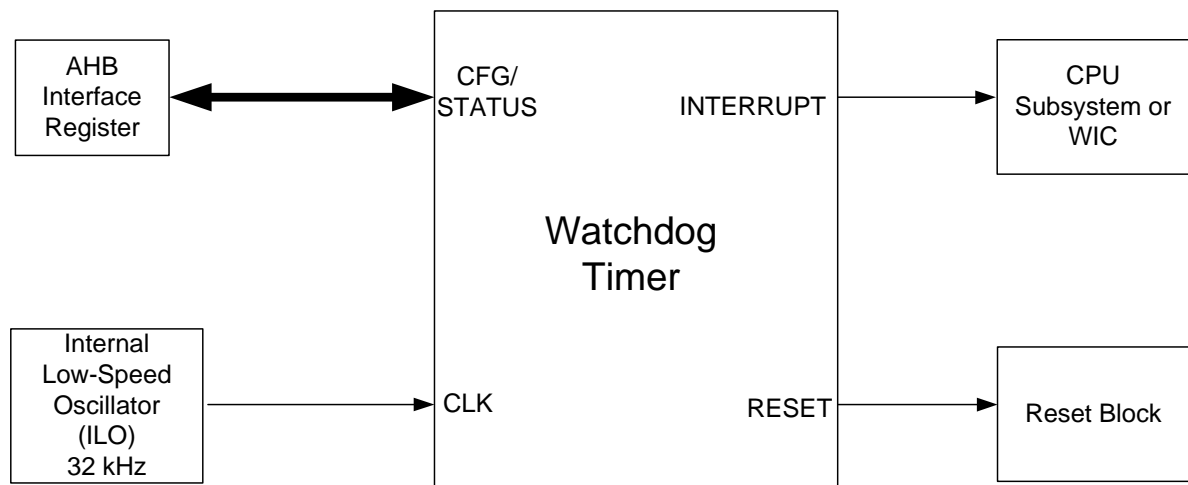 AHB
Interface
Register
CFG/
STATUS
INTERRUPT
CPU
Subsystem or
WIC
Watchdog
Timer
Internal
Low-Speed
Oscillator
(ILO)
32 kHz
CLK
RESET
Reset Block